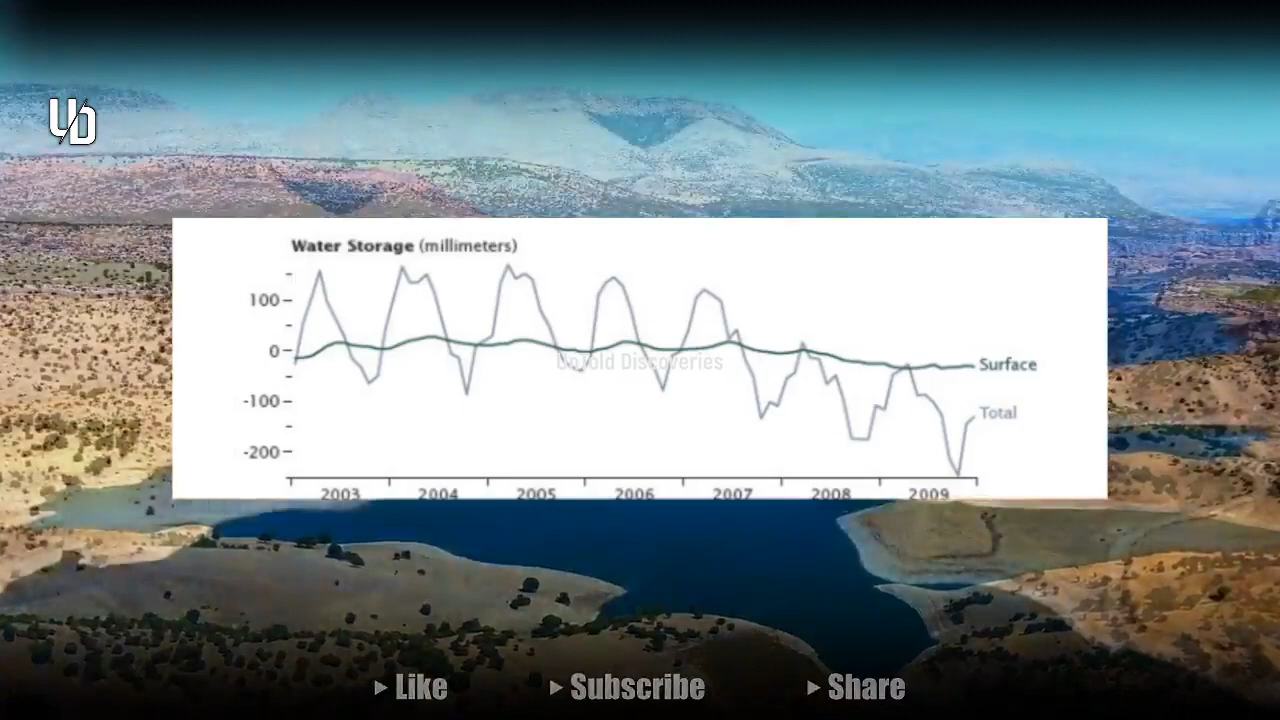 UD
Water Storage (millimeters)
100
0
-100
-200
Surface
Total
Unfold Discoveries
2003 2004 2005 2006 2007 2008 2009
Like Subscribe Share